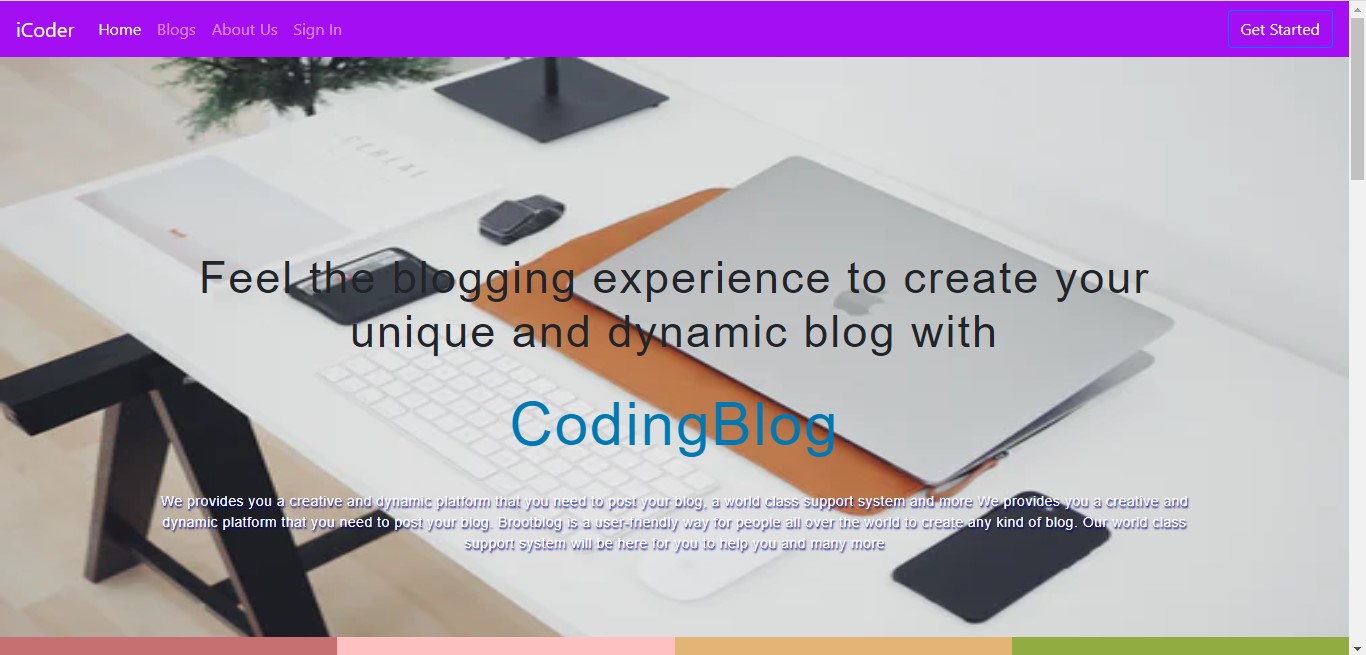 iCoder Home Blogs About Us Sign In Get Started
CEREAL
Feel the blogging experience to create your
unique and dynamic blog with
CodingBlog
We provides you a creative and dynamic platform that you need to post your blog, a world class support system and more We provides you a creative and
dynamic platform that you need to post your blog. Brootblog is a user-friendly way for people all over the world to create any kind of blog. Our world class
support system will be here for you to help you and many more